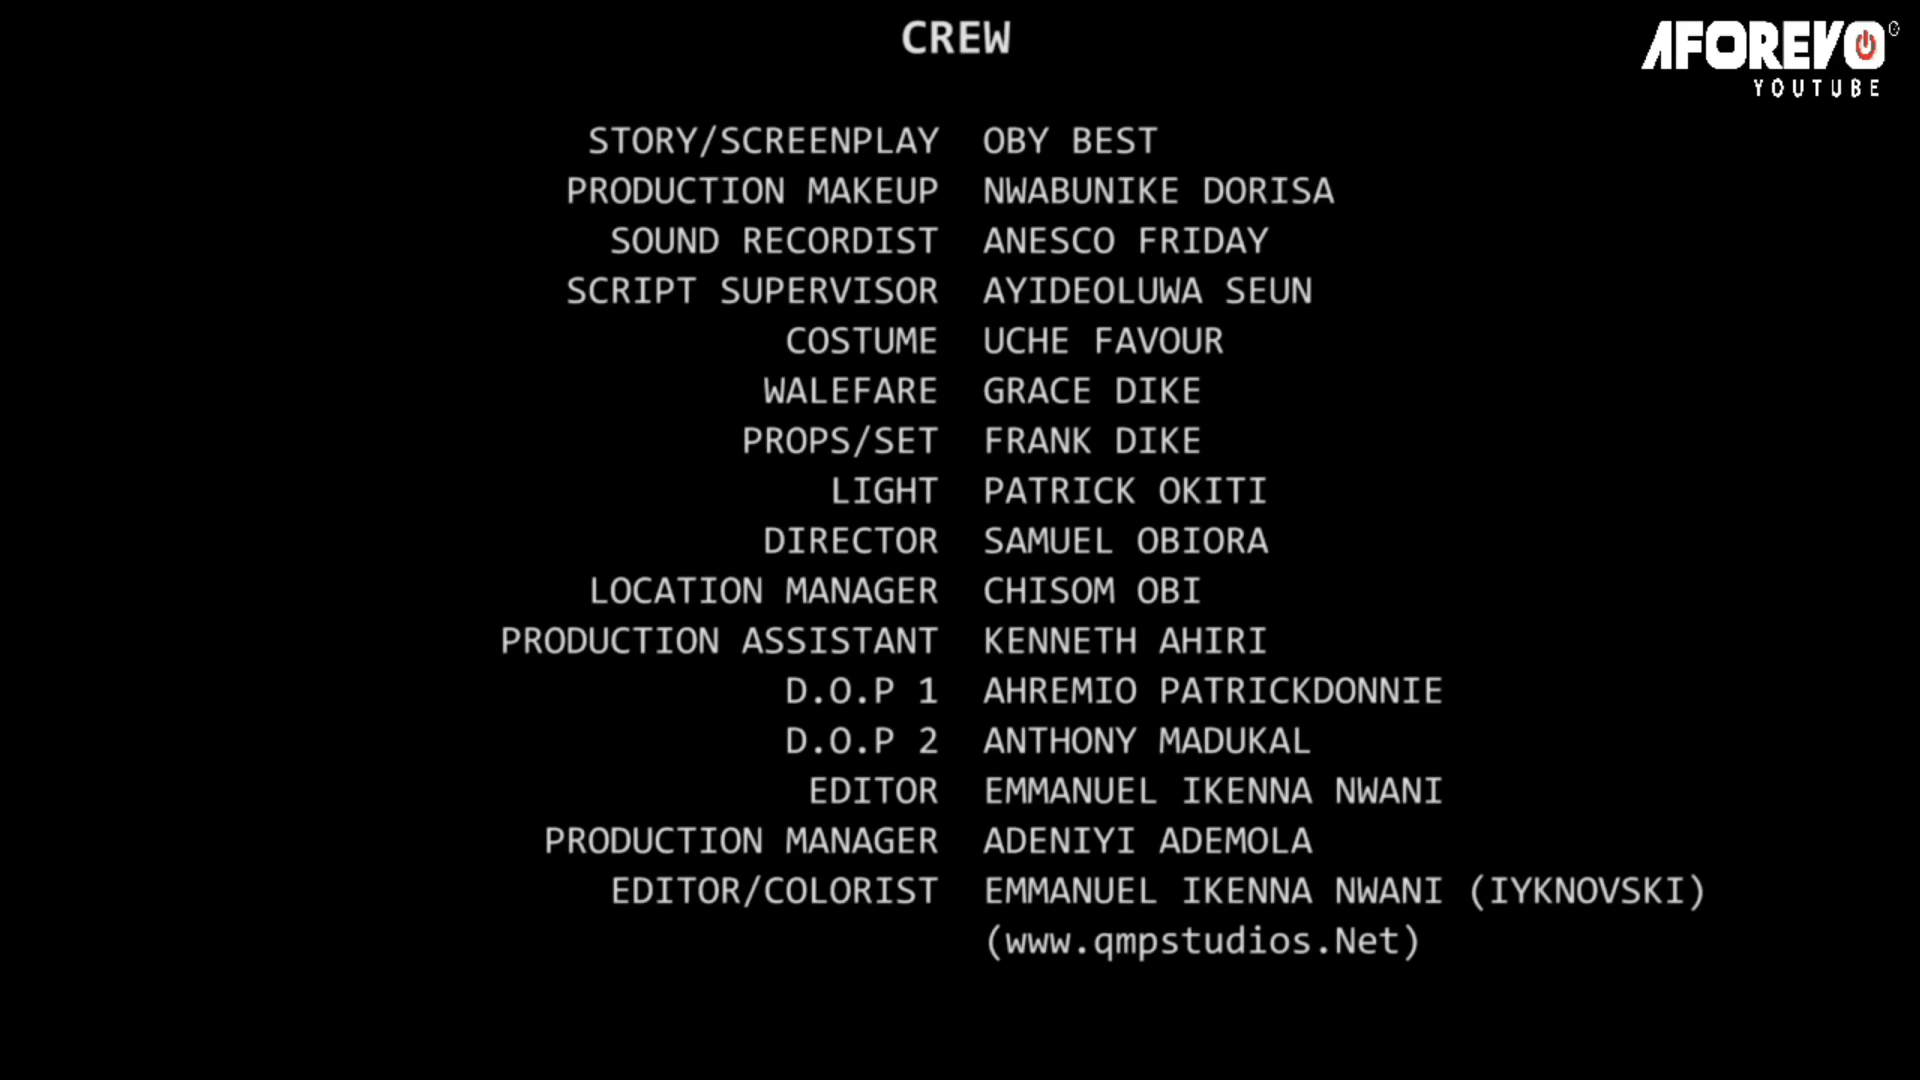 CREW
AFOREVO
YOUTUBE
STORY/SCREENPLAY OBY BEST
PRODUCTION MAKEUP NWABUNIKE DORISA
SOUND RECORDIST ANESCO FRIDAY
SCRIPT SUPERVISOR AYIDEOLUWA SEUN
COSTUME UCHE FAVOUR
WALEFARE GRACE DIKE
PROPS/SET FRANK DIKE
LIGHT PATRICK OKITI
DIRECTOR SAMUEL OBIORA
LOCATION MANAGER CHISOM OBI
PRODUCTION ASSISTANT KENNETH AHIRI
D.O.P 1 AHREMIO PATRICKDONNIE
D.O.P 2 ANTHONY MADUKAL
EDITOR EMMANUEL IKENNA NWANI
PRODUCTION MANAGER ADENIYI ADEMOLA
EDITOR/COLORIST EMMANUEL IKENNA NWANI (IYKNOVSKI)
(www.qmpstudios.Net)